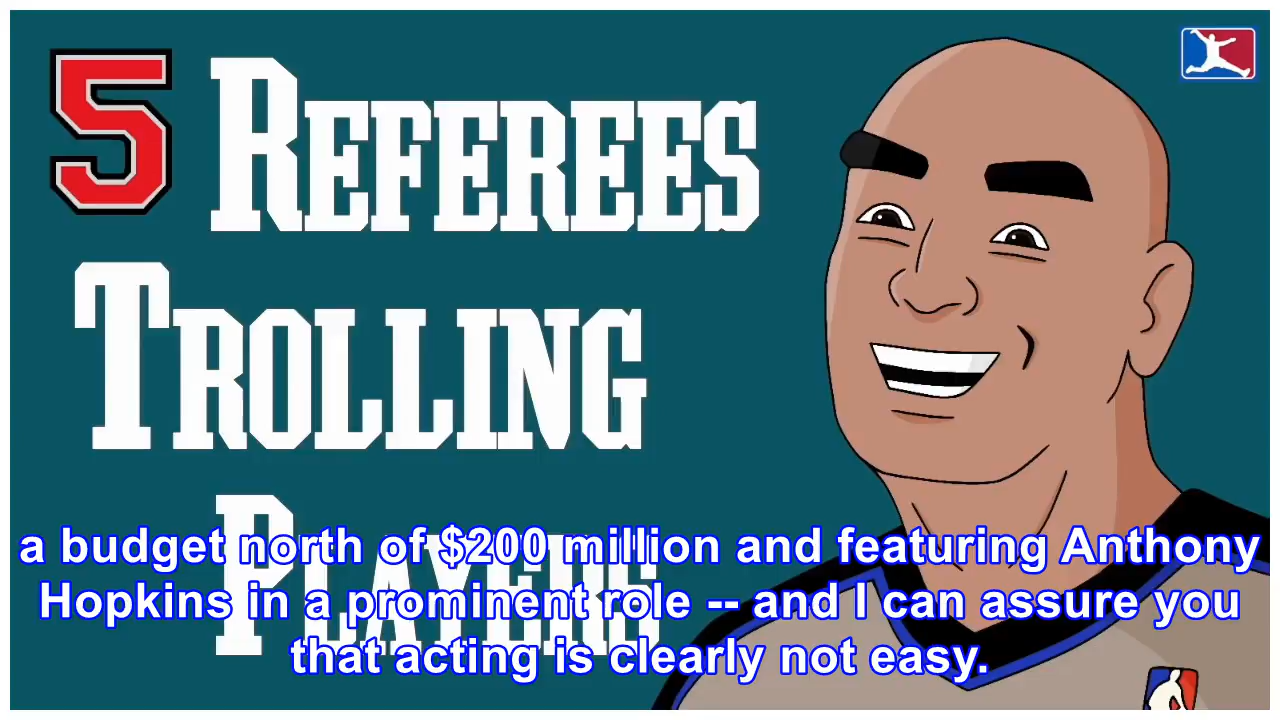 5 REFEREES
TROLLING
PLAYERS
a budget north of $200 million and featuring Anthony
Hopkins in a prominent role -- and I can assure you
that acting is clearly not easy.